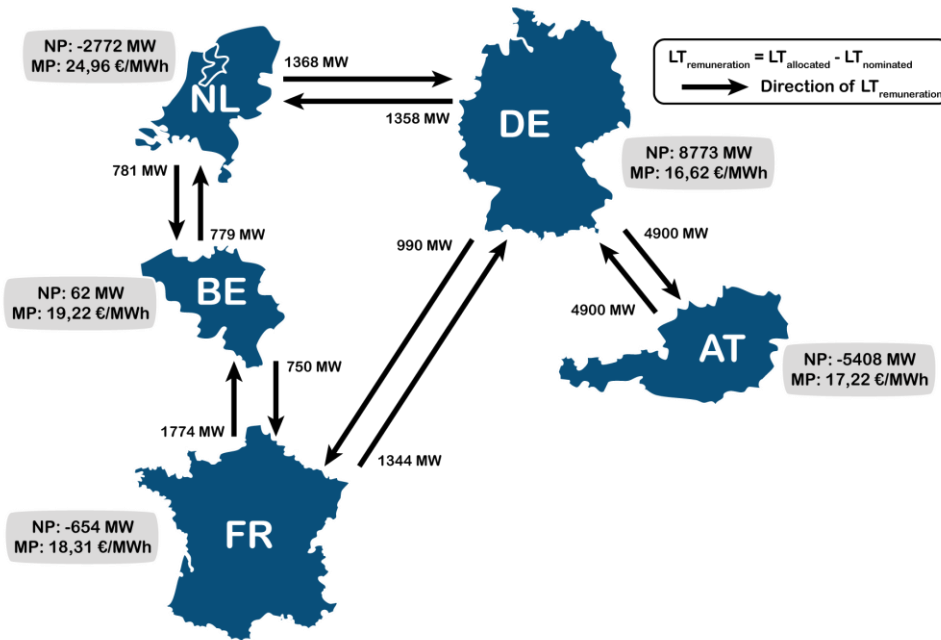 NP: -2772 MW
MP: 24,96 €/MWh
NL
1368 MW
1358 MW
DE
LTremuneration = LTallocated - LTnominated
Direction of LTremuneration
NP: 8773 MW
MP: 16,62 €/MWh
781 MW
779 MW
990 MW
4900 MW
4900 MW
NP: 62 MW
MP: 19,22 €/MWh
BE
AT
NP: -5408 MW
MP: 17,22 €/MWh
750 MW
1774 MW
1344 MW
NP: -654 MW
MP: 18,31 €/MWh
FR